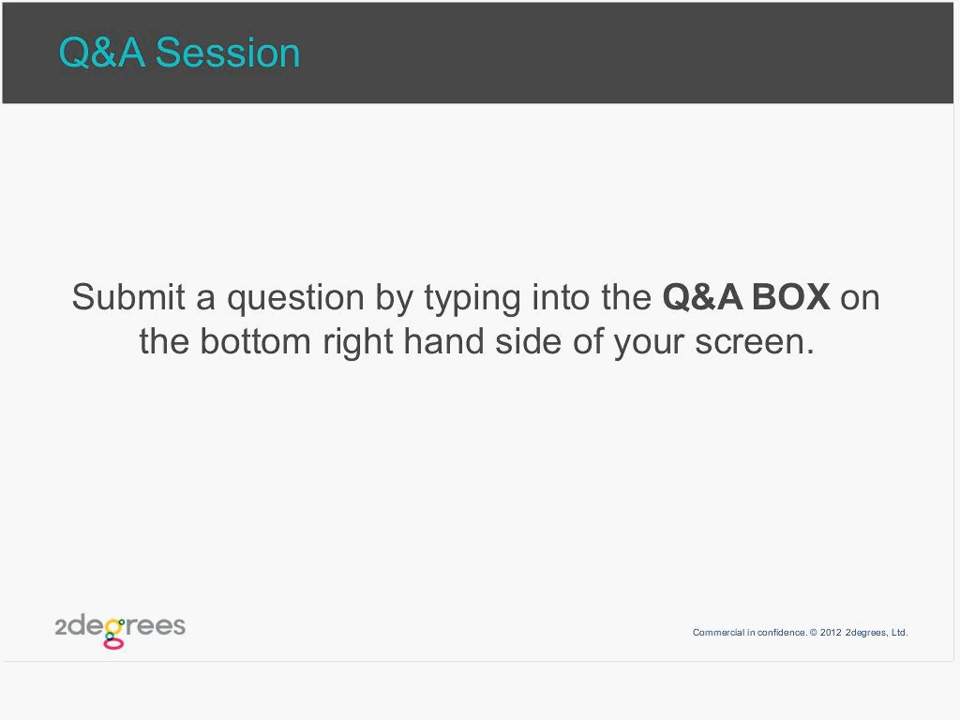 Q&A Session
Submit a question by typing into the Q&A BOX on
the bottom right hand side of your screen.
2degrees
Commercial in confidence. © 2012 2degrees, Ltd.